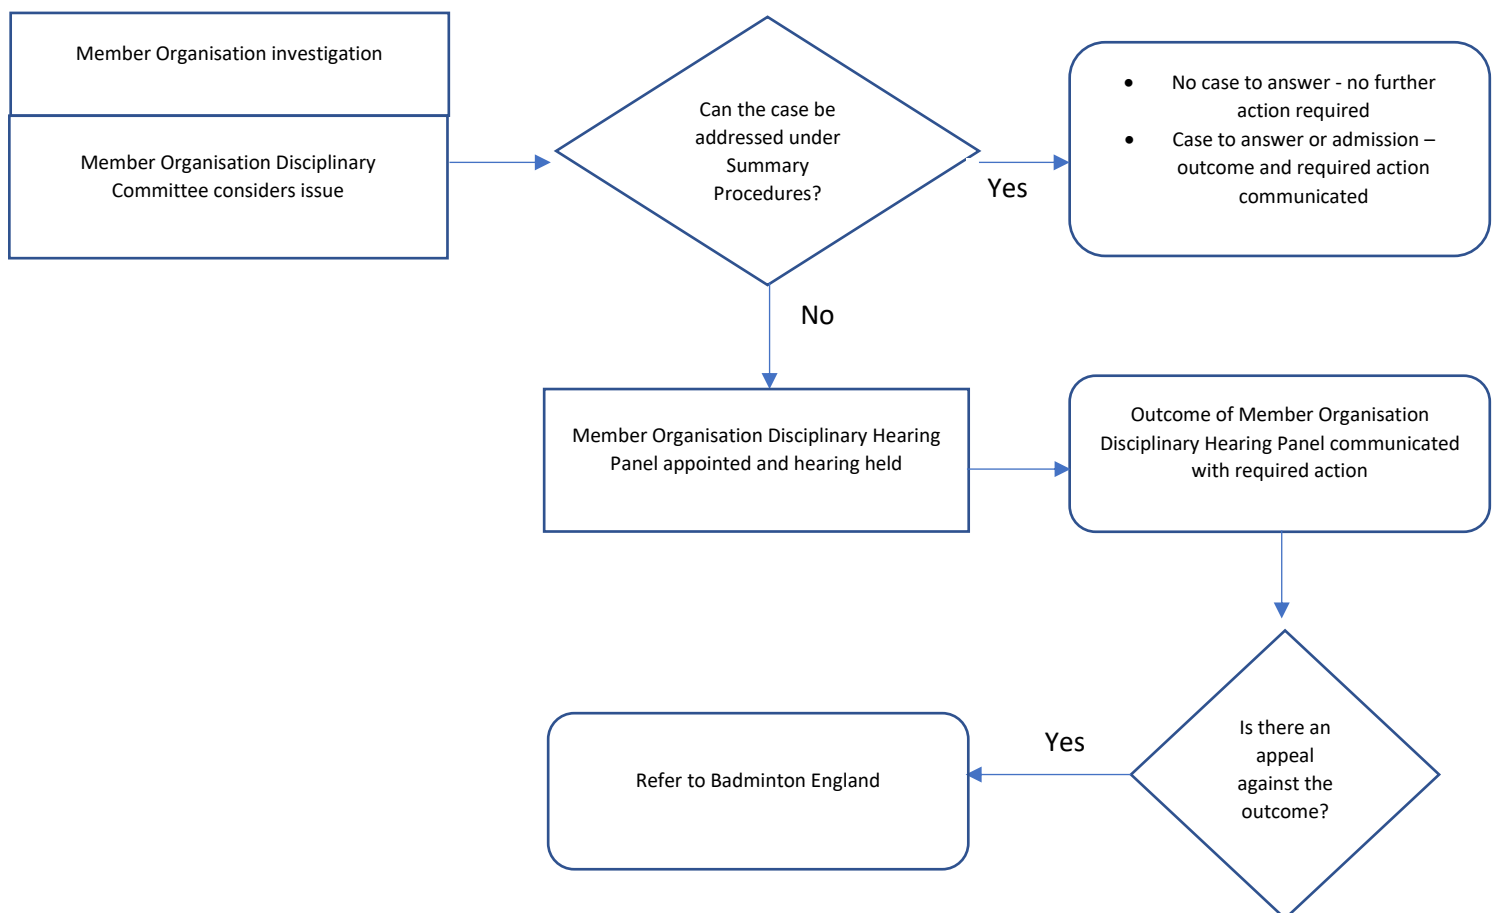 Member Organisation investigation
Member Organisation Disciplinary
Committee considers issue
Can the case be
addressed under
Summary
Procedures?
Yes
• No case to answer - no further
action required
• Case to answer or admission –
outcome and required action
communicated
No
Member Organisation Disciplinary Hearing
Panel appointed and hearing held
Outcome of Member Organisation
Disciplinary Hearing Panel communicated
with required action
Is there an
appeal
against the
outcome?
Yes
Refer to Badminton England